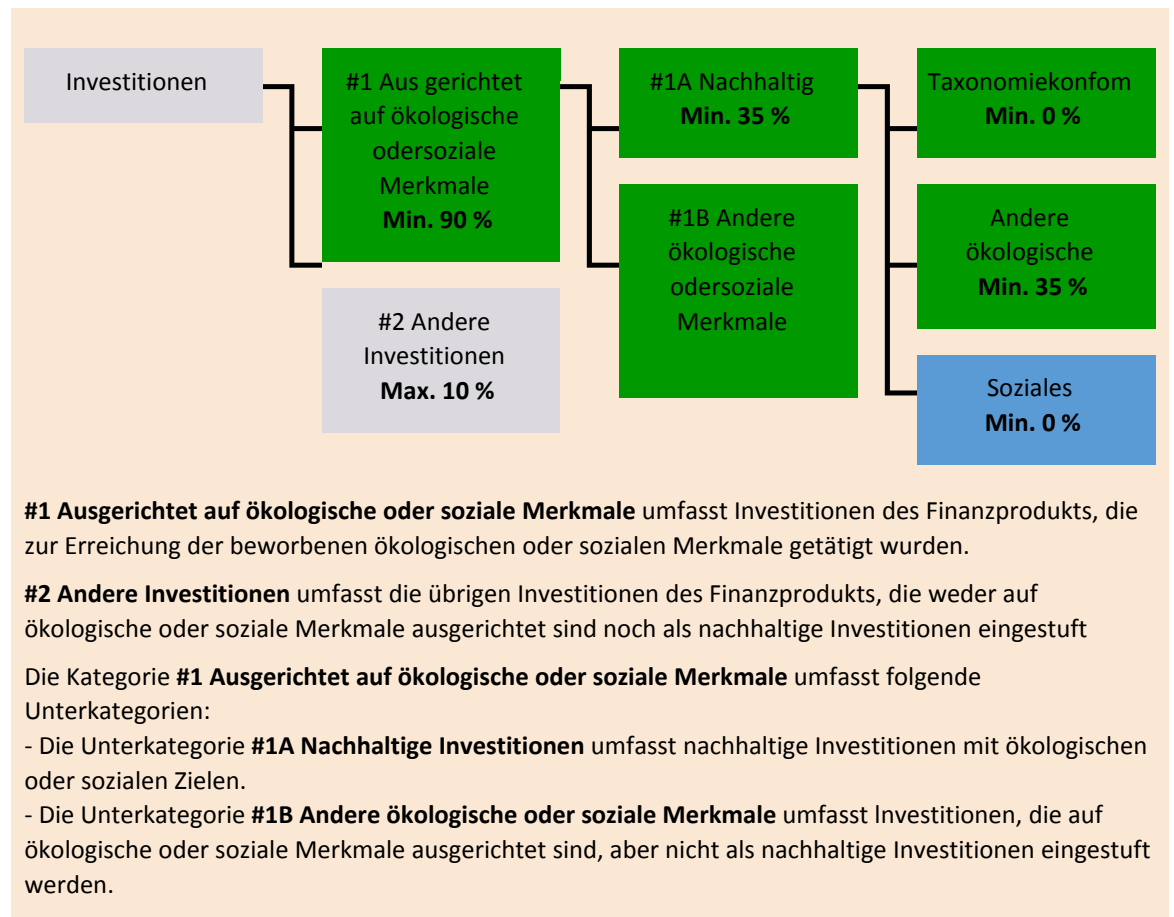 Investitionen
#1 Aus gerichtet
auf ökologische
odersoziale
Merkmale
Min. 90 %
#2 Andere
Investitionen
Max. 10 %
#1A Nachhaltig
Min. 35 %
#1B Andere
ökologische
odersoziale
Merkmale
Taxonomiekonfom
Min. 0 %
Andere
ökologische
Min. 35 %
Soziales
Min. 0 %
#1 Ausgerichtet auf ökologische oder soziale Merkmale umfasst Investitionen des Finanzprodukts, die
zur Erreichung der beworbenen ökologischen oder sozialen Merkmale getätigt wurden.
#2 Andere Investitionen umfasst die übrigen Investitionen des Finanzprodukts, die weder auf
ökologische oder soziale Merkmale ausgerichtet sind noch als nachhaltige Investitionen eingestuft
Die Kategorie #1 Ausgerichtet auf ökologische oder soziale Merkmale umfasst folgende
Unterkategorien:
- Die Unterkategorie #1A Nachhaltige Investitionen umfasst nachhaltige Investitionen mit ökologischen
oder sozialen Zielen.
- Die Unterkategorie #1B Andere ökologische oder soziale Merkmale umfasst lnvestitionen, die auf
ökologische oder soziale Merkmale ausgerichtet sind, aber nicht als nachhaltige Investitionen eingestuft
werden.